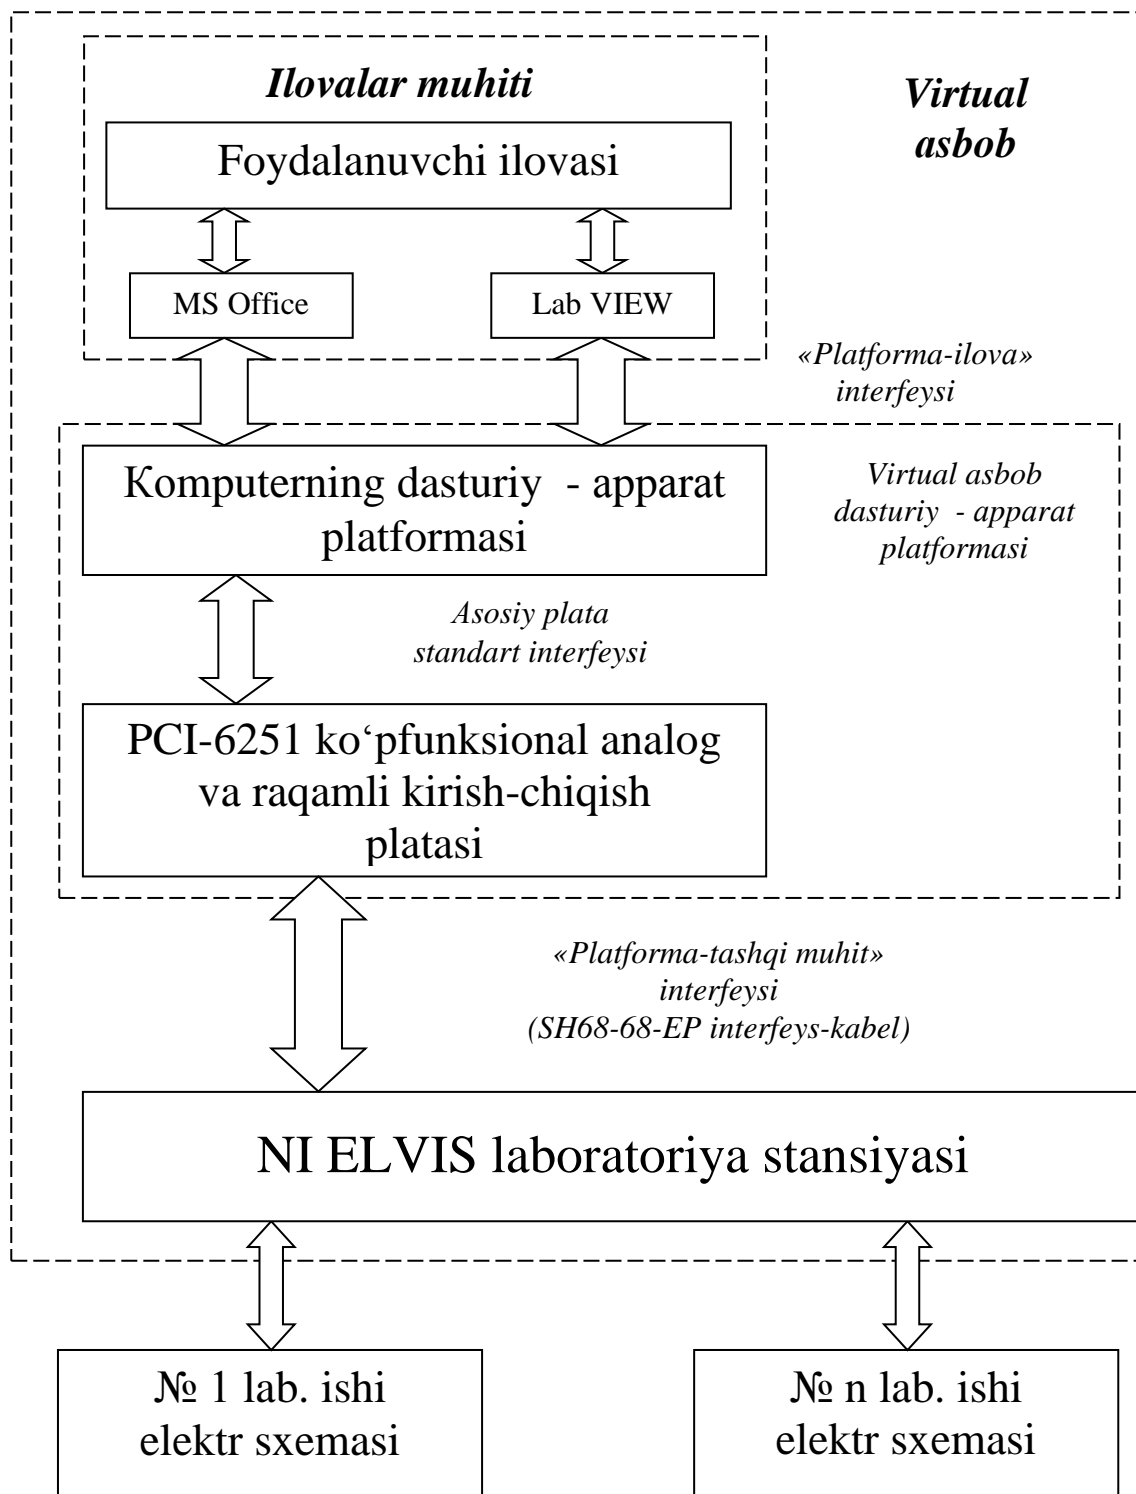 Ilovalar muhiti
Virtual
asbob
Foydalanuvchi ilovasi
MS Office
Lab VIEW
«Platforma-ilova»
interfeysi
Komputerning dasturiy - apparat
platformasi
Virtual asbob
dasturiy - apparat
platformasi
Asosiy plata
standart interfeysi
PCI-6251 ko‘pfunksional analog
va raqamli kirish-chiqish
platasi
«Platforma-tashqi muhit»
interfeysi
(SH68-68-EP interfeys-kabel)
NI ELVIS laboratoriya stansiyasi
№ 1 lab. ishi
elektr sxemasi
№ n lab. ishi
elektr sxemasi